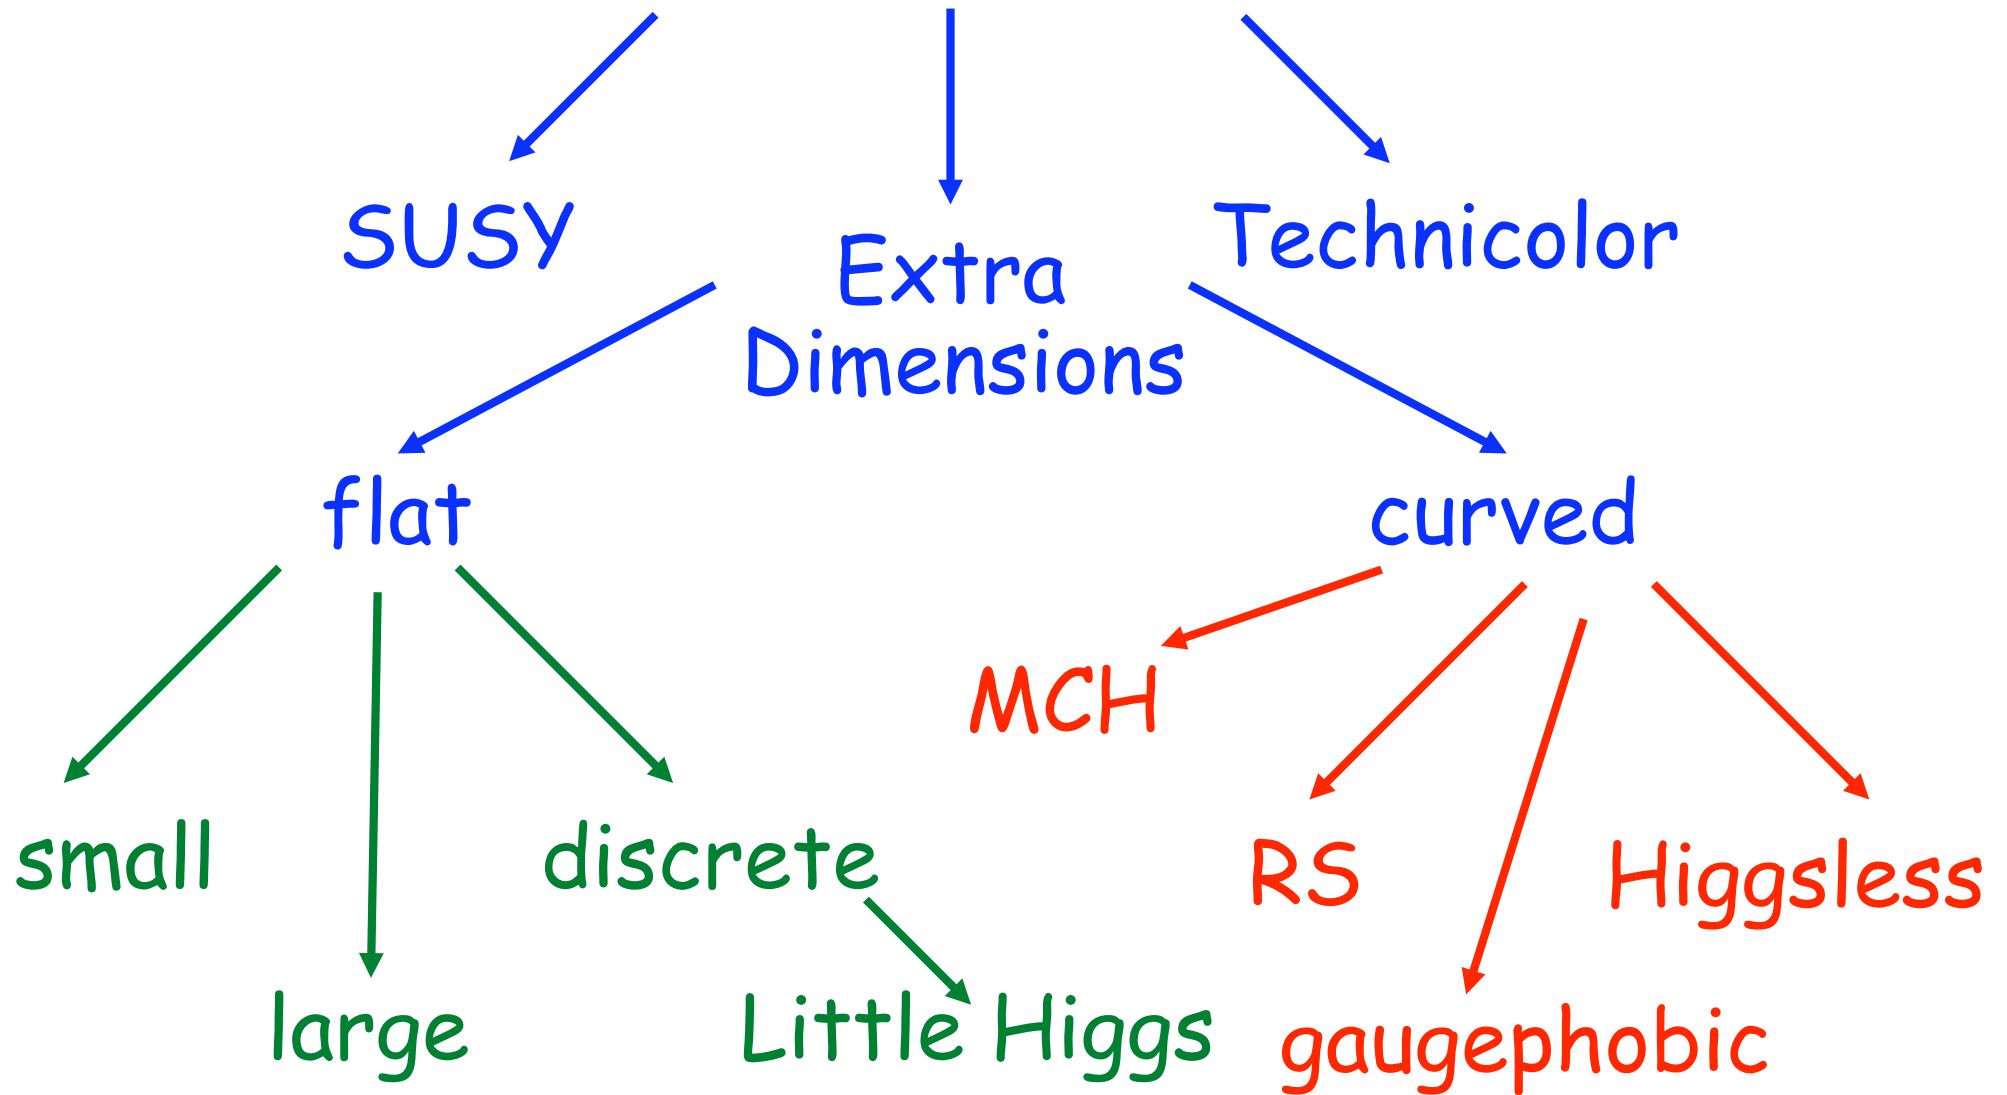 SUSY
Extra
Dimensions
Technicolor
flat
curved
MCH
small
discrete
RS
Higgsless
large
Little Higgs
gaugephobic